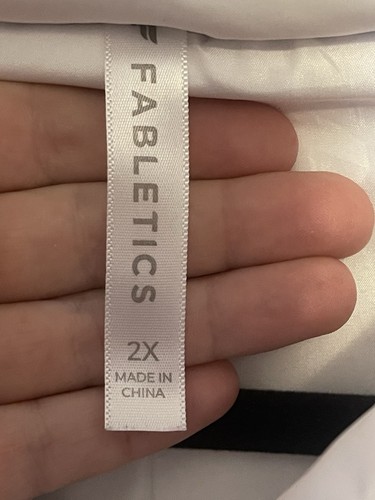 FABLETICS
2X
MADE IN
CHINA